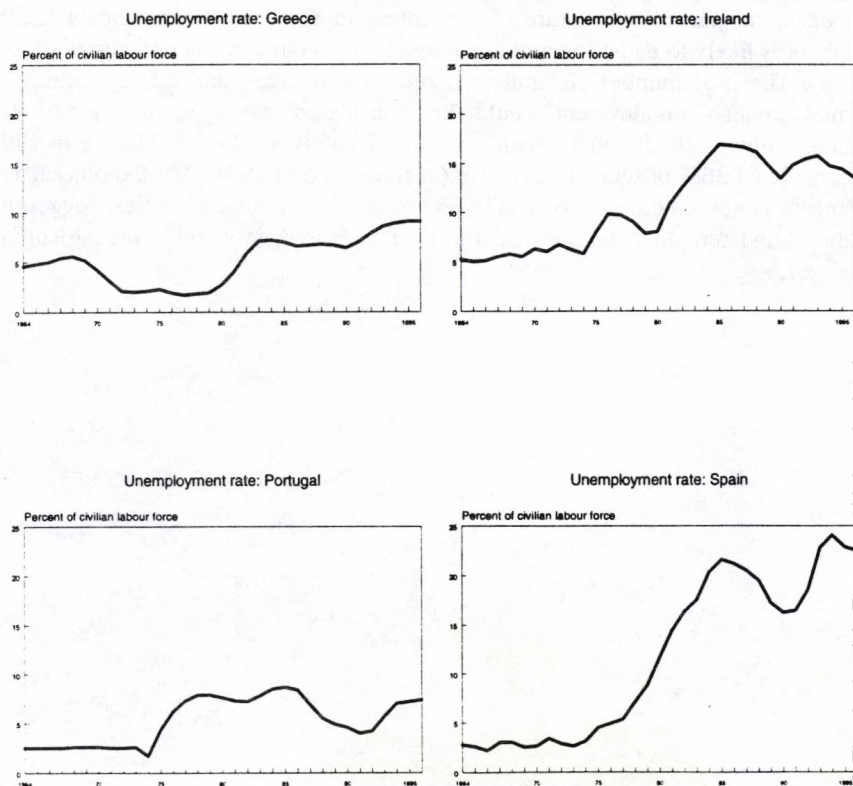 Unemployment rate: Greece
Percent of civilian labour force
25
20
15
10
5
0
1964 70 75 80 85 90 1996
Unemployment rate: Ireland
Percent of civilian labour force
25
20
15
10
5
0
1964 70 75 80 85 90 1996
Unemployment rate: Portugal
Percent of civilian labour force
25
20
15
10
5
0
1964 70 75 80 85 90 1996
Unemployment rate: Spain
Percent of civilian labour force
25
20
15
10
5
0
1964 70 75 80 85 90 1996